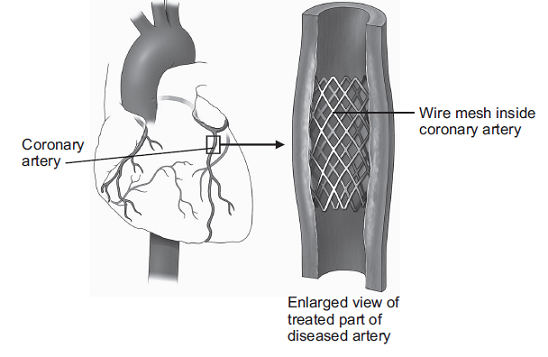 Coronary
artery
Wire mesh inside
coronary artery
Enlarged view of
treated part of
diseased artery